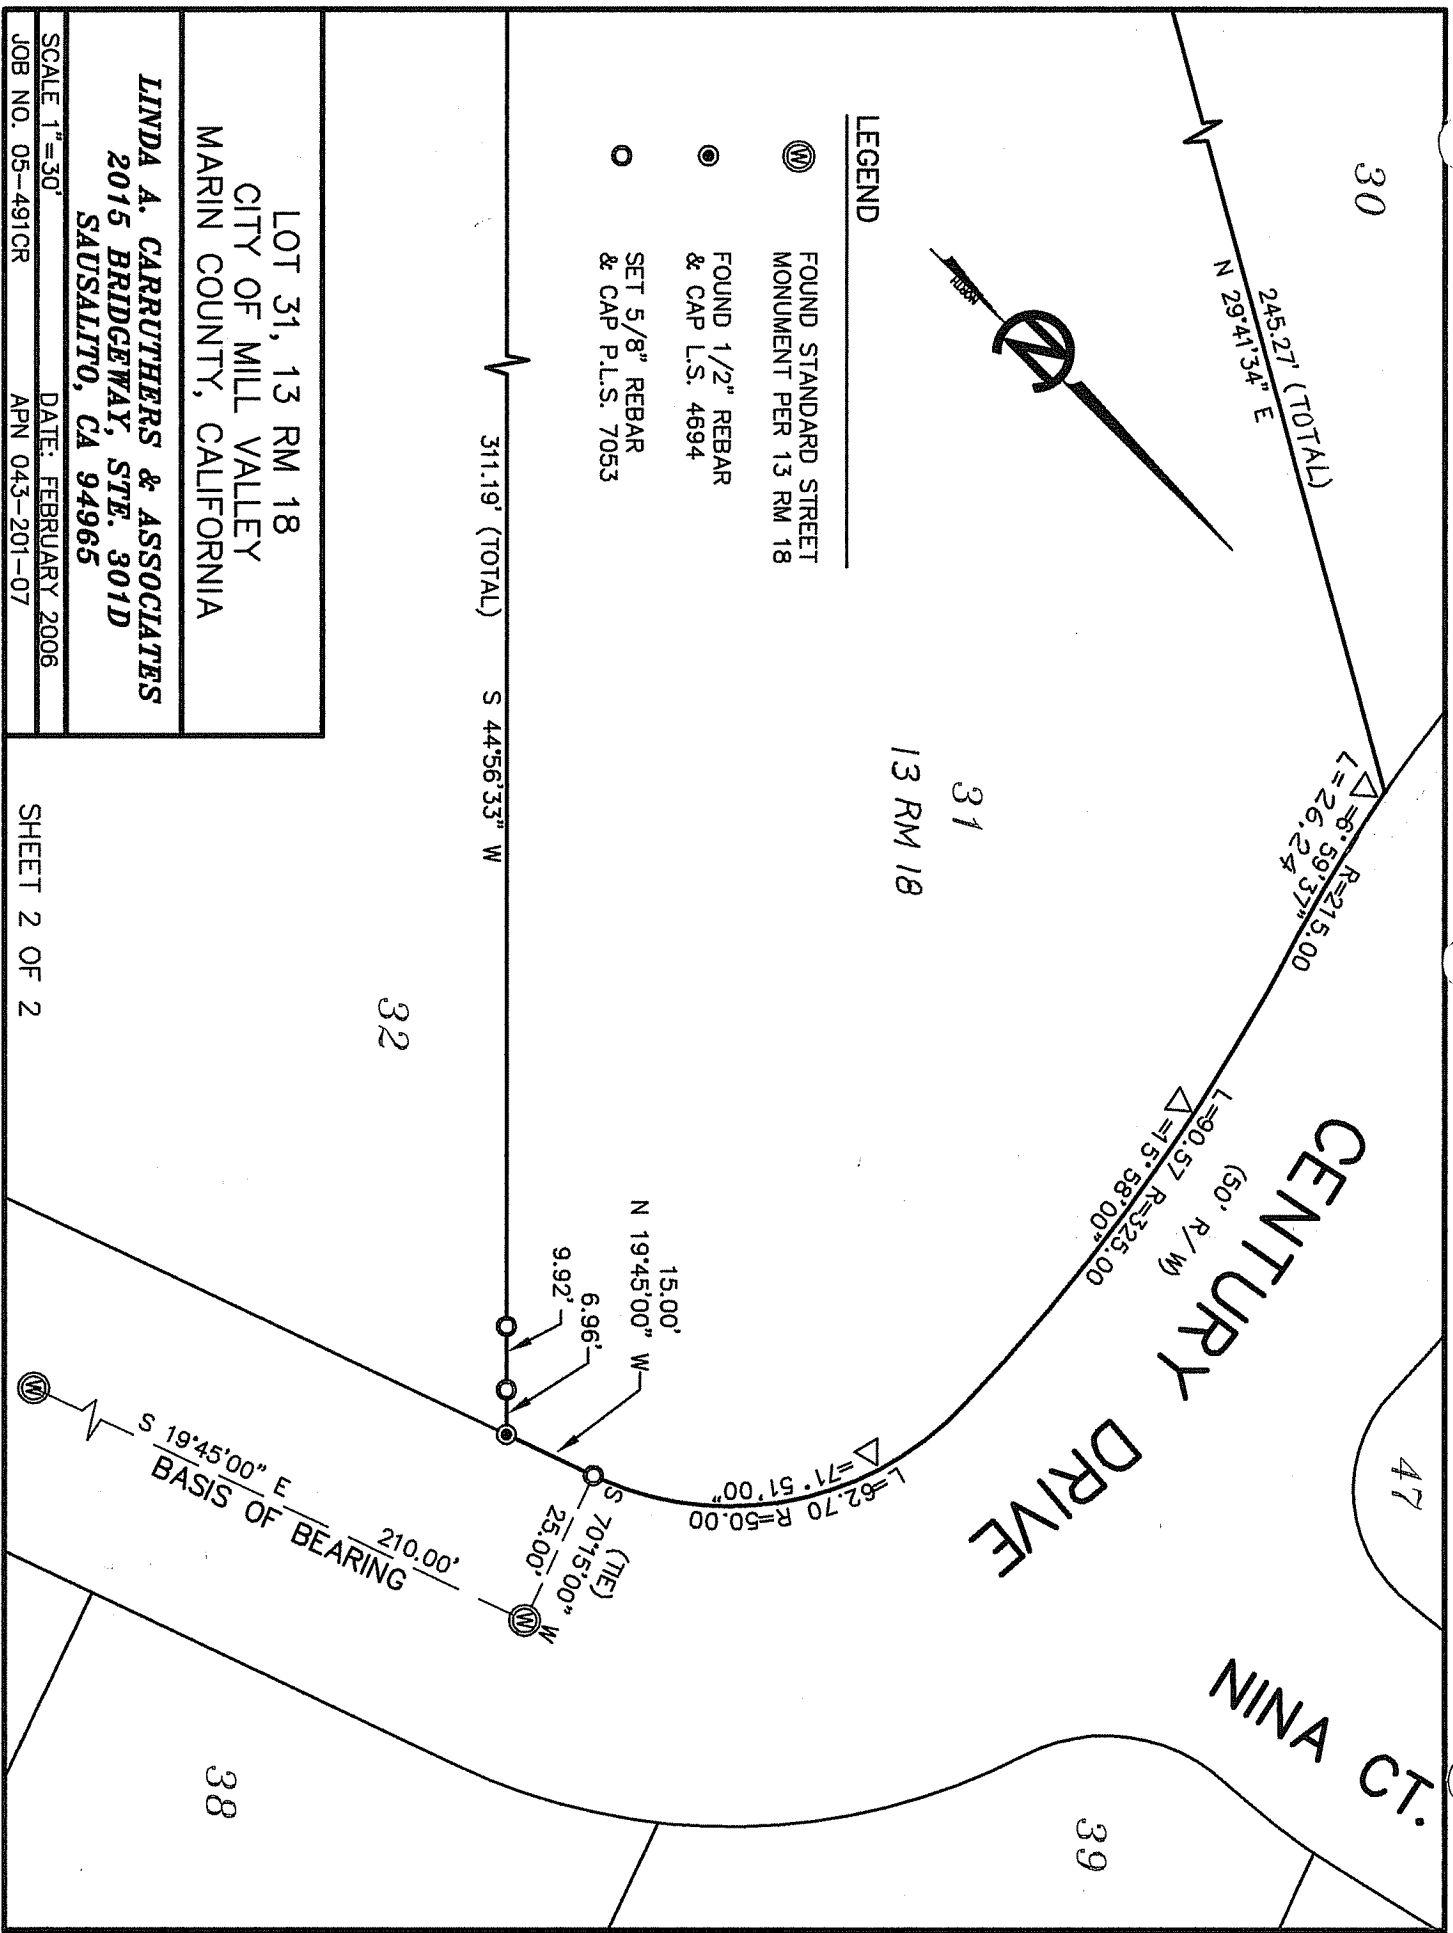 30
245.27' (TOTAL)
N 29°41'34" E
LEGEND
FOUND STANDARD STREET
MONUMENT PER 13 RM 18
FOUND 1/2" REBAR
& CAP L.S. 4694
SET 5/8" REBAR
& CAP P.L.S. 7053
W
NORTH
N
31
13 RM 18
R=215.00
△=6°59'37"
L=26.24
L=90.57 R=325.00
△=15°58'00"
(50' R/W)
CENTURY DRIVE
47
NINA CT.
L=62.70 R=50.00
△=71°51'00"
15.00'
N 19°45'00" W
6.96'
9.92'
(TIE)
S 70°15'00" W
25.00'
W
311.19' (TOTAL) S 44°56'33" W
32
S 19°45'00" E 210.00'
BASIS OF BEARING
W
38
39
LOT 31, 13 RM 18
CITY OF MILL VALLEY
MARIN COUNTY, CALIFORNIA
LINDA A. CARRUTHERS & ASSOCIATES
2015 BRIDGEWAY, STE. 301D
SAUSALITO, CA 94965
SCALE 1"=30' DATE: FEBRUARY 2006
JOB NO. 05-491CR APN 043-201-07
SHEET 2 OF 2